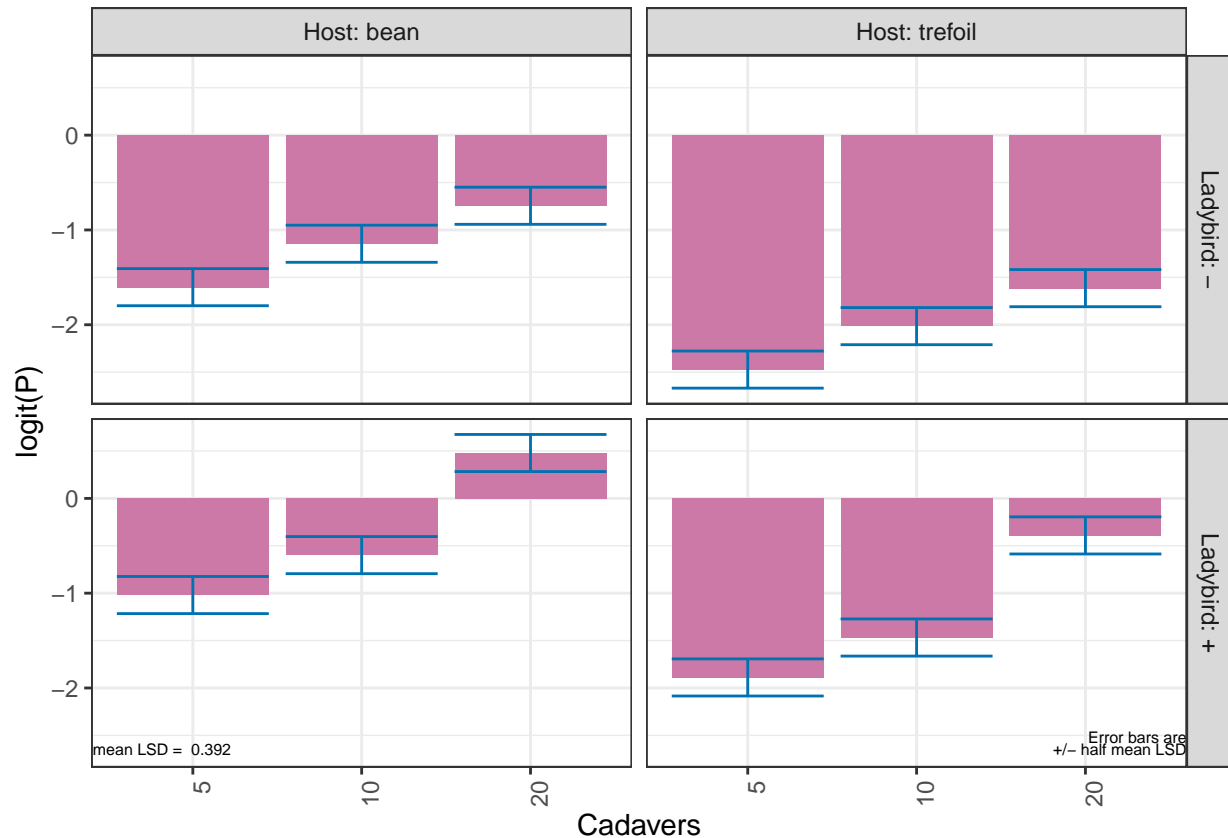 Host: bean
Host: trefoil
0
−1
−2
Ladybird: −
logit(P)
0
−1
−2
Ladybird: +
mean LSD = 0.392
Error bars are
+/− half mean LSD
5
10
20
5
10
20
Cadavers